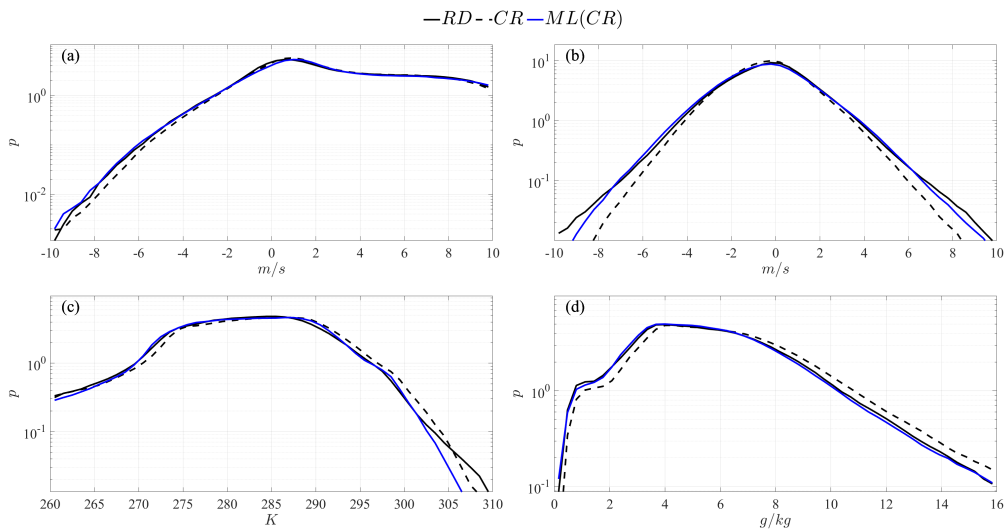 RD CR ML(CR)
(a) (b)
10^0 10^-2
p
-10 -8 -6 -4 -2 0 2 4 6 8 10
m/s
10^1 10^0 10^-1
p
-10 -8 -6 -4 -2 0 2 4 6 8 10
m/s
(c) (d)
10^0 10^-1
p
260 265 270 275 280 285 290 295 300 305 310
K
10^0 10^-1
p
0 2 4 6 8 10 12 14 16
g/kg